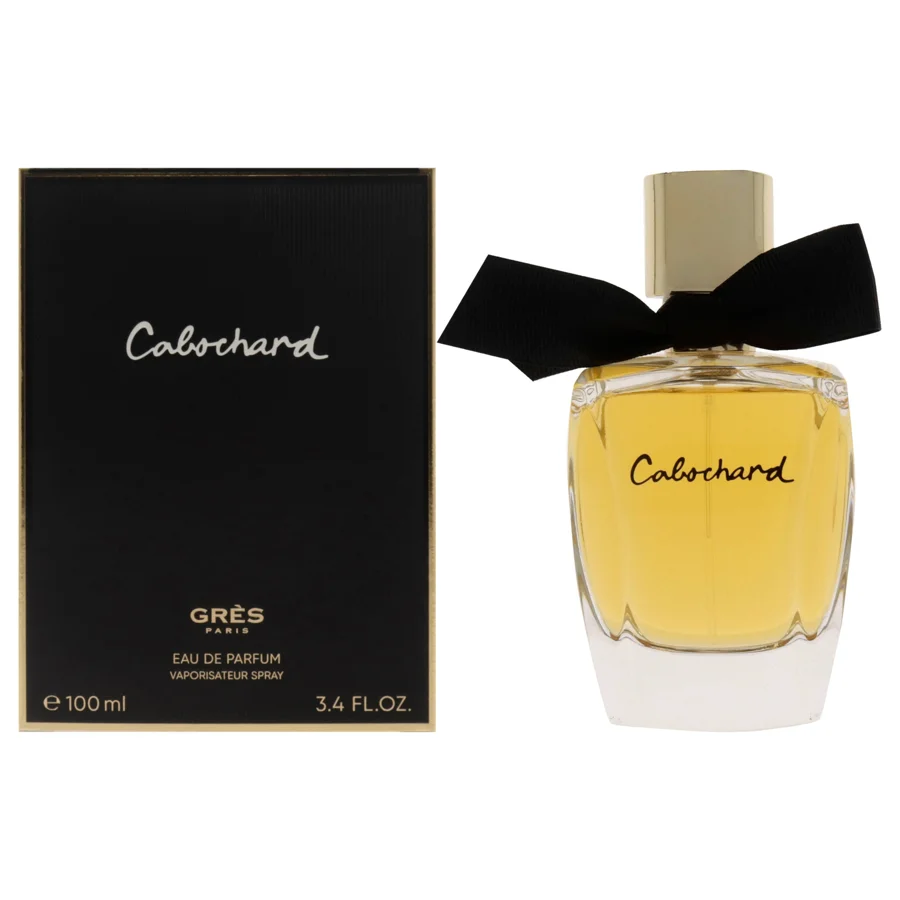 Cabochard
GRÈS
PARIS
EAU DE PARFUM
VAPORISATEUR SPRAY
℮ 100 ml 3.4 FL.OZ.
Cabochard